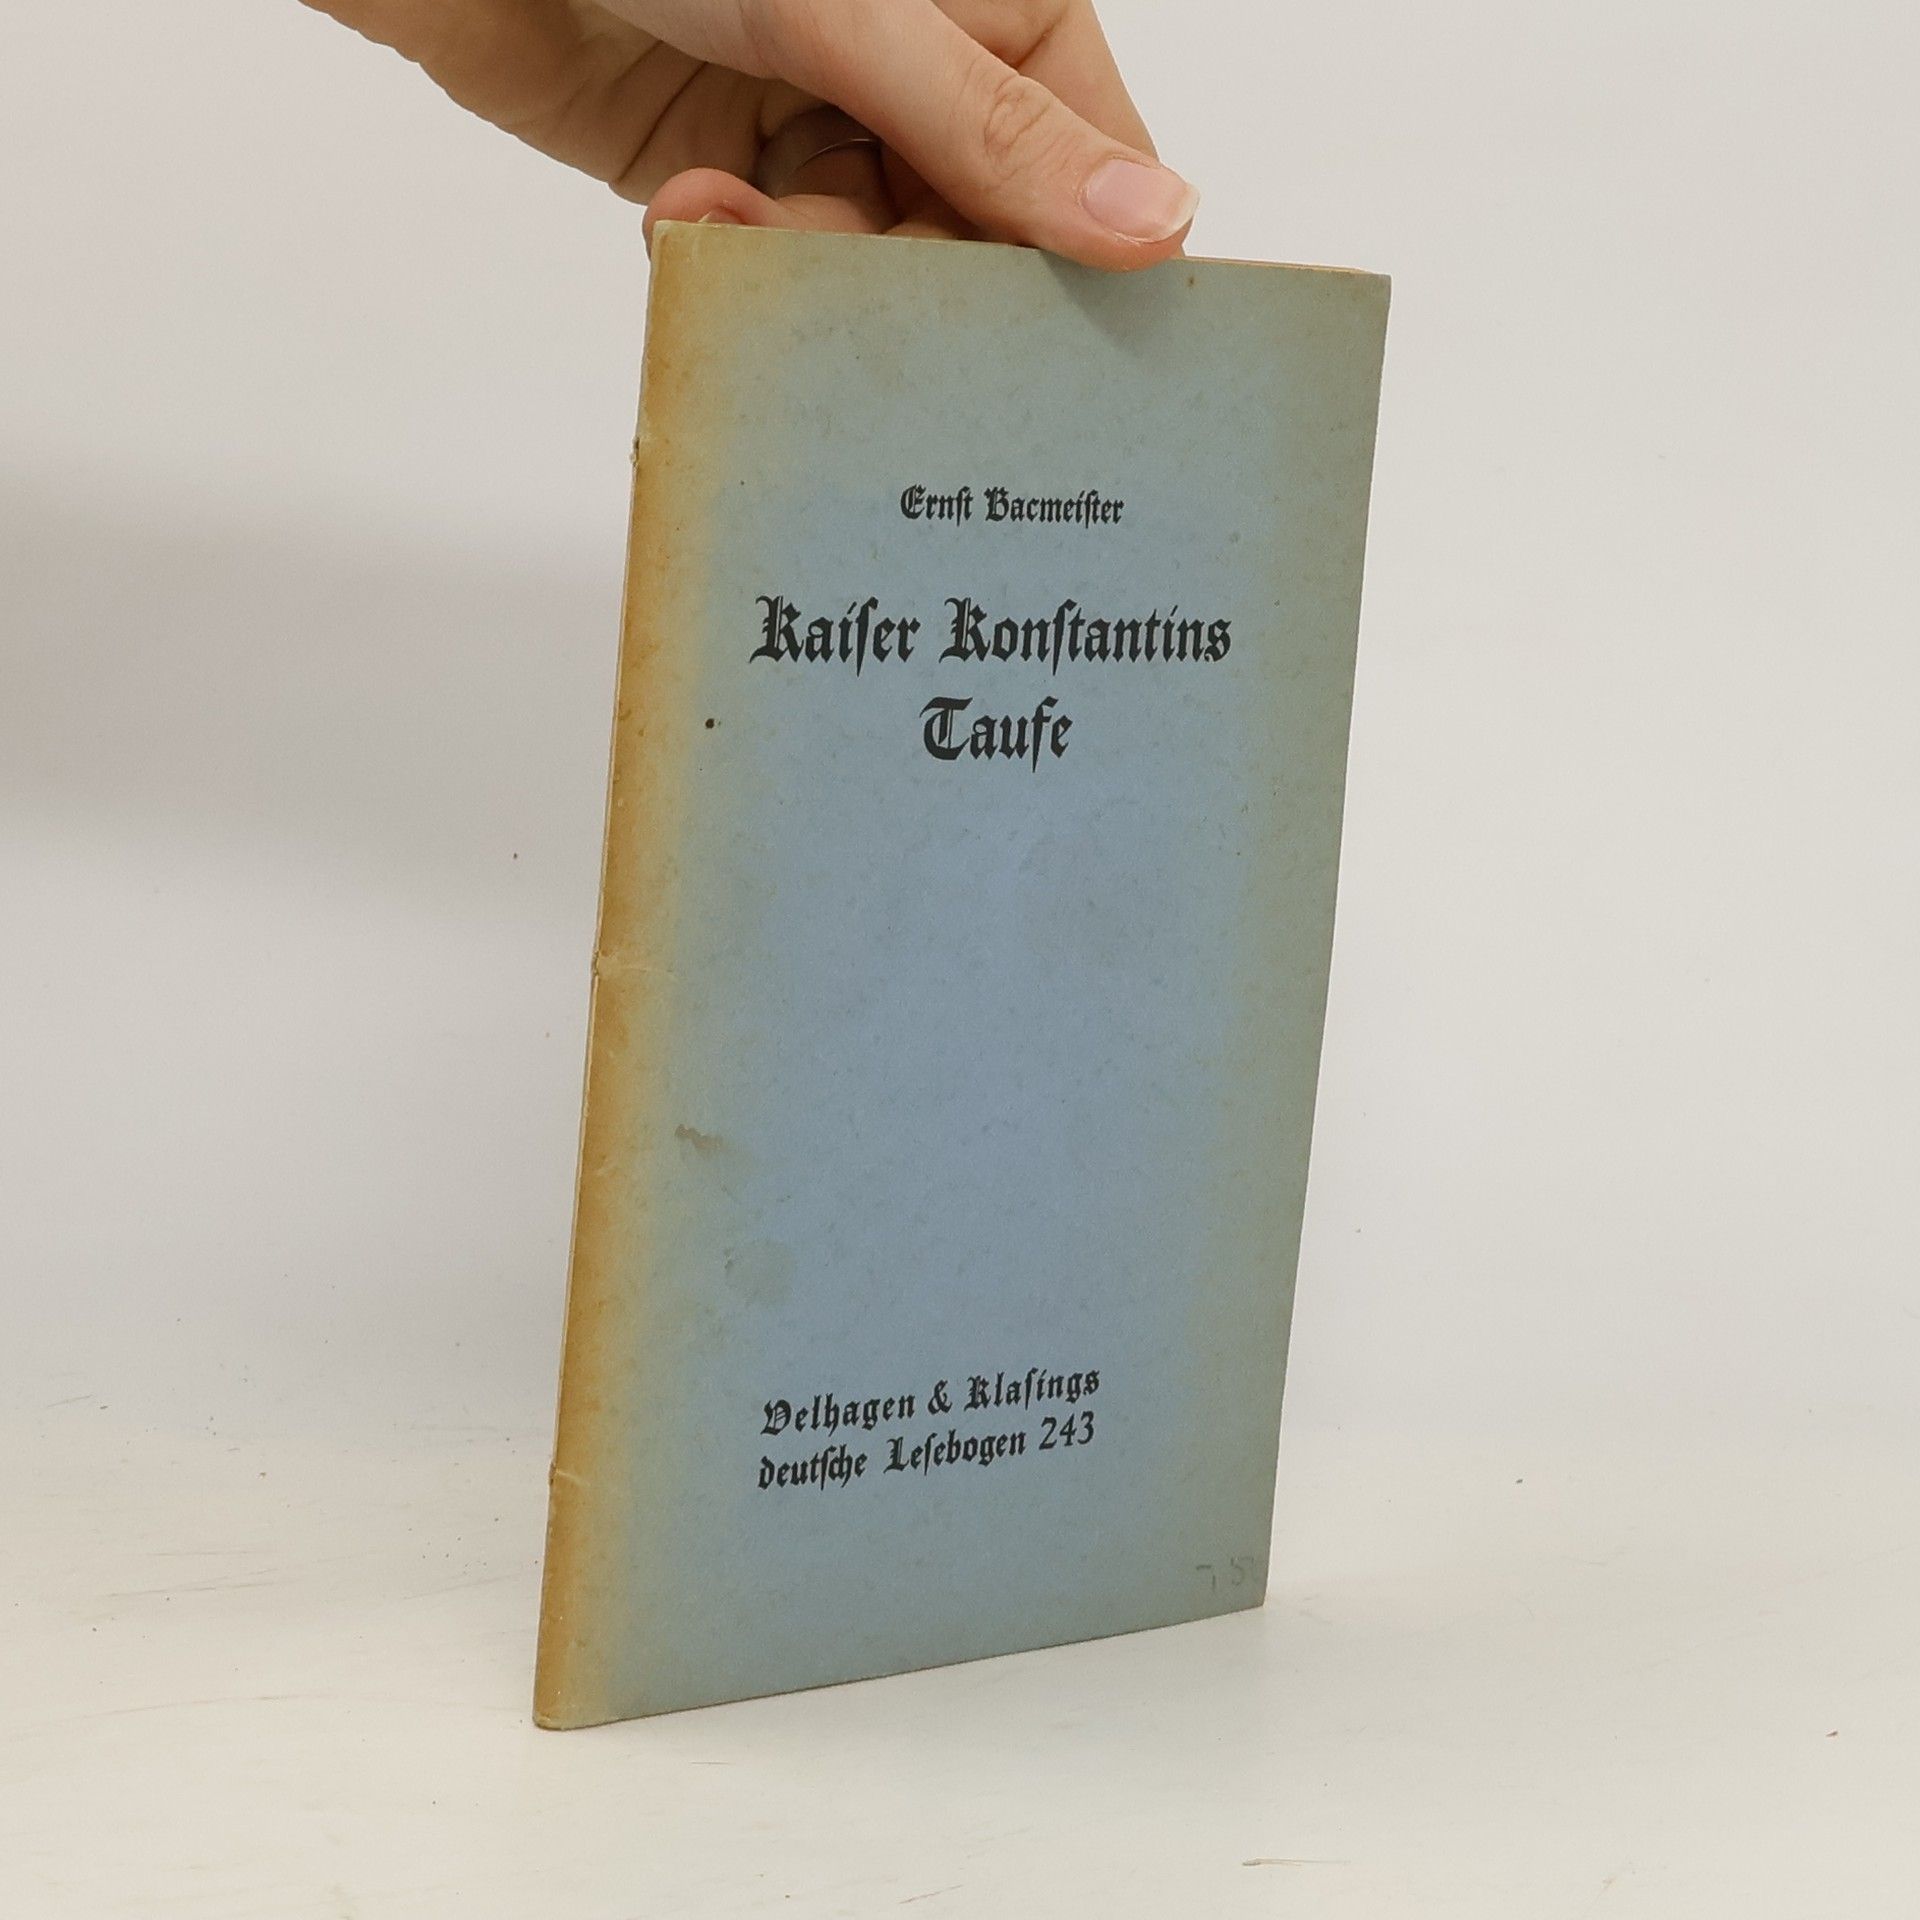 Ernſt Bacmeiſter
Kaiſer Konſtantins
Taufe
Velhagen & Klaſings
deutſche Leſebogen 243